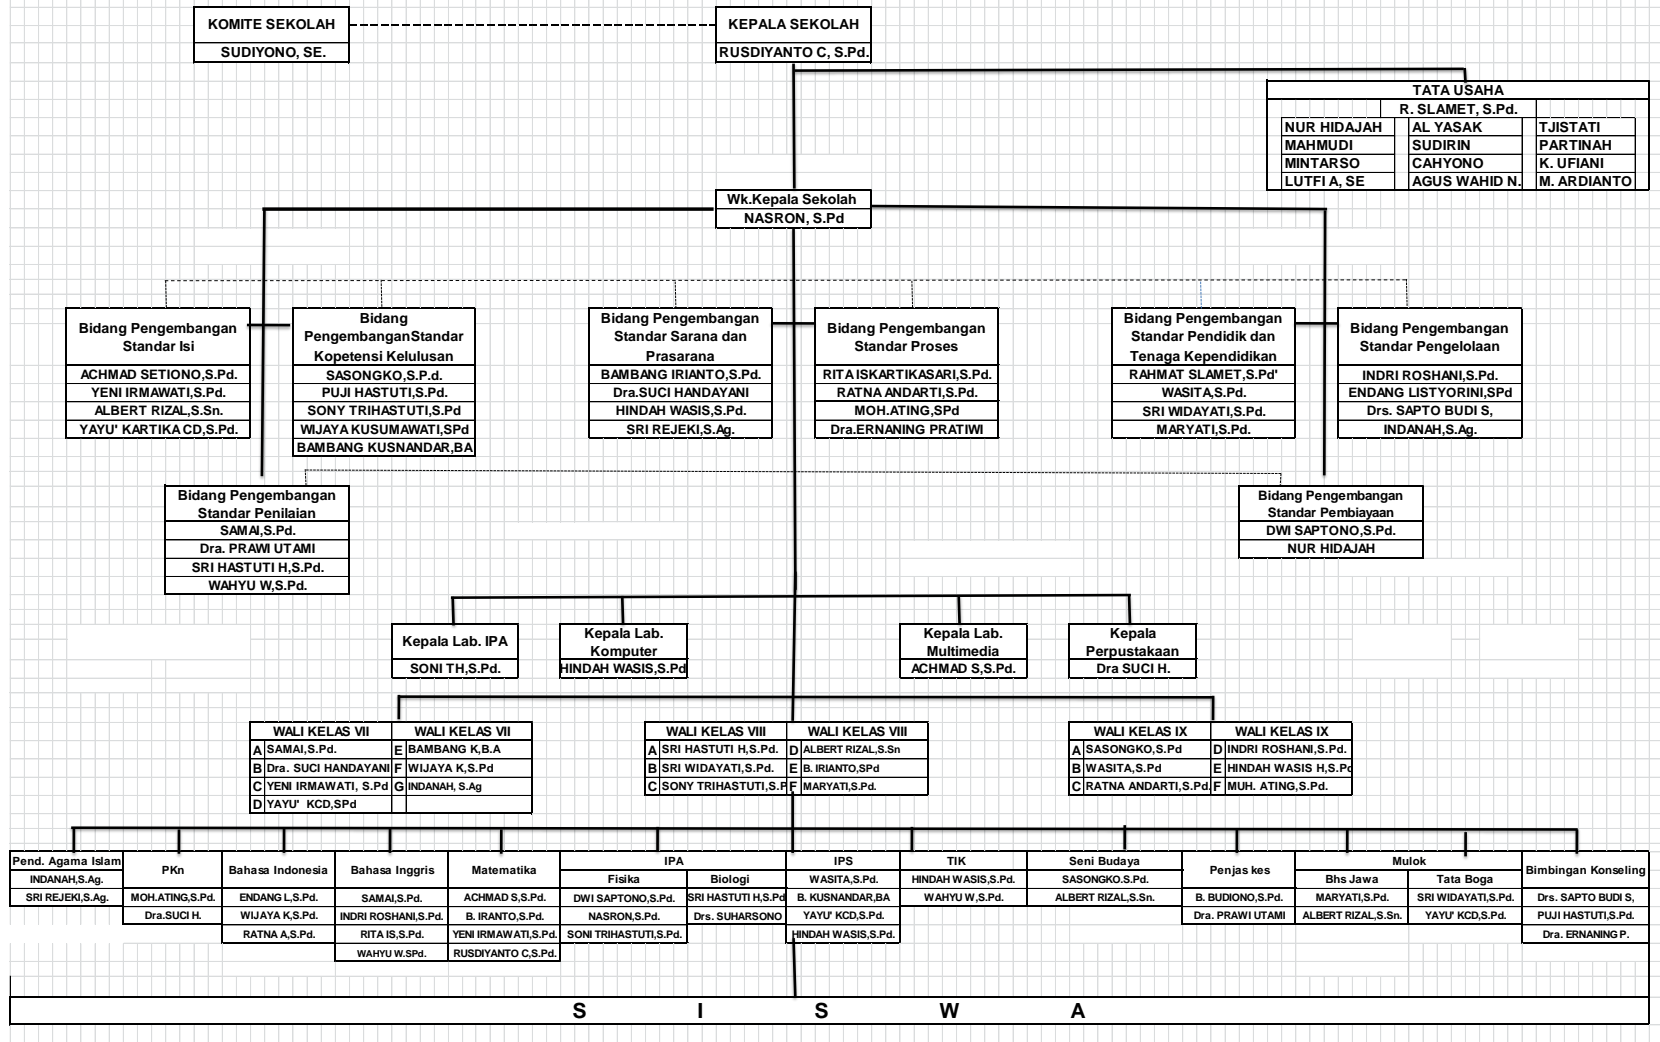 KOMITE SEKOLAH
SUDIYONO, SE.
KEPALA SEKOLAH
RUSDIYANTO C, S.Pd.
TATA USAHA
R. SLAMET, S.Pd.
NUR HIDAJAH AL YASAK TJISTATI
MAHMUDI SUDIRIN PARTINAH
MINTARSO CAHYONO K. UFIANI
LUTFI A, SE AGUS WAHID N. M. ARDIANTO
Wk.Kepala Sekolah
NASRON, S.Pd
Bidang Pengembangan
Standar Isi
ACHMAD SETIONO,S.Pd.
YENI IRMAWATI,S.Pd.
ALBERT RIZAL,S.Sn.
YAYU' KARTIKA CD,S.Pd.
Bidang
PengembanganStandar
Kopetensi Kelulusan
SASONGKO,S.P.d.
PUJI HASTUTI,S.Pd.
SONY TRIHASTUTI,S.Pd
WIJAYA KUSUMAWATI,SPd
BAMBANG KUSNANDAR,BA
Bidang Pengembangan
Standar Sarana dan
Prasarana
BAMBANG IRIANTO,S.Pd.
Dra.SUCI HANDAYANI
HINDAH WASIS,S.Pd.
SRI REJEKI,S.Ag.
Bidang Pengembangan
Standar Proses
RITA ISKARTIKASARI,S.Pd.
RATNA ANDARTI,S.Pd.
MOH.ATING,SPd
Dra.ERNANING PRATIWI
Bidang Pengembangan
Standar Pendidik dan
Tenaga Kependidikan
RAHMAT SLAMET,S.Pd'
WASITA,S.Pd.
SRI WIDAYATI,S.Pd.
MARYATI,S.Pd.
Bidang Pengembangan
Standar Pengelolaan
INDRI ROSHANI,S.Pd.
ENDANG LISTYORINI,SPd
Drs. SAPTO BUDI S,
INDANAH,S.Ag.
Bidang Pengembangan
Standar Penilaian
SAMAI,S.Pd.
Dra. PRAWI UTAMI
SRI HASTUTI H,S.Pd.
WAHYU W,S.Pd.
Bidang Pengembangan
Standar Pembiayaan
DWI SAPTONO,S.Pd.
NUR HIDAJAH
Kepala Lab. IPA
SONI TH,S.Pd.
Kepala Lab.
Komputer
HINDAH WASIS,S.Pd
Kepala Lab.
Multimedia
ACHMAD S,S.Pd.
Kepala
Perpustakaan
Dra SUCI H.
WALI KELAS VII WALI KELAS VII
A SAMAI,S.Pd. E BAMBANG K,B.A
B Dra. SUCI HANDAYANI F WIJAYA K,S.Pd
C YENI IRMAWATI, S.Pd G INDANAH, S.Ag
D YAYU' KCD,SPd
WALI KELAS VIII WALI KELAS VIII
A SRI HASTUTI H,S.Pd. D ALBERT RIZAL,S.Sn
B SRI WIDAYATI,S.Pd. E B. IRIANTO,SPd
C SONY TRIHASTUTI,S.P F MARYATI,S.Pd.
WALI KELAS IX WALI KELAS IX
A SASONGKO,S.Pd D INDRI ROSHANI,S.Pd.
B WASITA,S.Pd E HINDAH WASIS H,S.Pd
C RATNA ANDARTI,S.Pd. F MUH. ATING,S.Pd.
Pend. Agama Islam
INDANAH,S.Ag.
SRI REJEKI,S.Ag.
PKn
MOH.ATING,S.Pd.
Dra.SUCI H.
Bahasa Indonesia
ENDANG L,S.Pd.
WIJAYA K,S.Pd.
RATNA A,S.Pd.
Bahasa Inggris
SAMAI,S.Pd.
INDRI ROSHANI,S.Pd.
RITA IS,S.Pd.
WAHYU W.SPd.
Matematika
ACHMAD S,S.Pd.
B. IRANTO,S.Pd.
YENI IRMAWATI,S.Pd.
RUSDIYANTO C,S.Pd.
IPA
Fisika Biologi
DWI SAPTONO,S.Pd. SRI HASTUTI H,S.Pd
NASRON,S.Pd. Drs. SUHARSONO
SONI TRIHASTUTI,S.Pd.
IPS
WASITA,S.Pd.
B. KUSNANDAR,BA
YAYU' KCD,S.Pd.
HINDAH WASIS,S.Pd.
TIK
HINDAH WASIS,S.Pd.
WAHYU W,S.Pd.
Seni Budaya
SASONGKO.S.Pd.
ALBERT RIZAL,S.Sn.
Penjas kes
B. BUDIONO,S.Pd.
Dra. PRAWI UTAMI
Mulok
Bhs Jawa Tata Boga
MARYATI,S.Pd. SRI WIDAYATI,S.Pd.
ALBERT RIZAL,S.Sn. YAYU' KCD,S.Pd.
Bimbingan Konseling
Drs. SAPTO BUDI S,
PUJI HASTUTI,S.Pd.
Dra. ERNANING P.
S I S W A